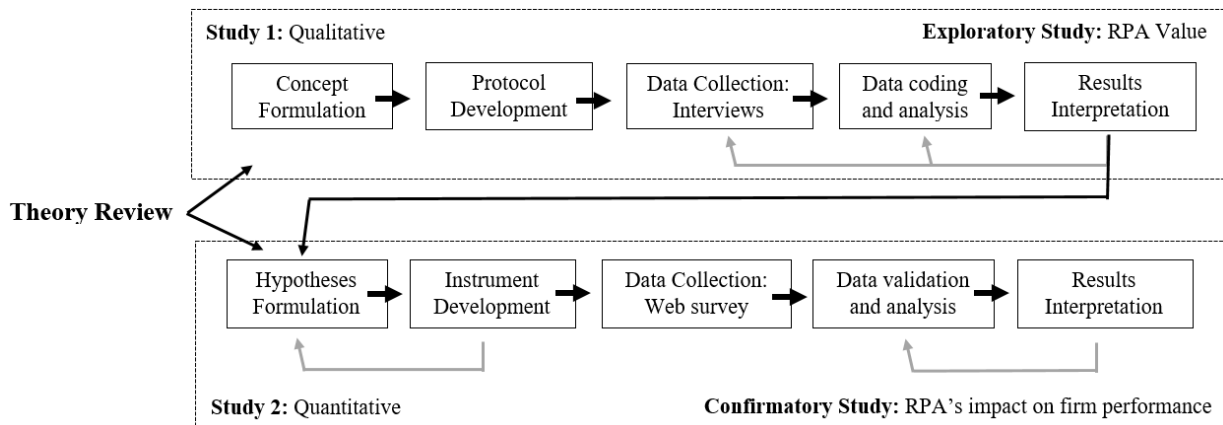 Study 1: Qualitative
Exploratory Study: RPA Value
Concept
Formulation
Protocol
Development
Data Collection:
Interviews
Data coding
and analysis
Results
Interpretation
Theory Review
Hypotheses
Formulation
Instrument
Development
Data Collection:
Web survey
Data validation
and analysis
Results
Interpretation
Study 2: Quantitative
Confirmatory Study: RPA's impact on firm performance